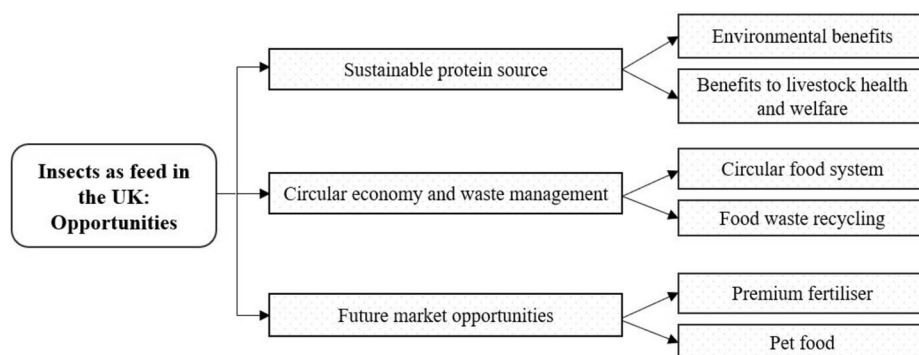 Insects as feed in
the UK:
Opportunities
Sustainable protein source
Environmental benefits
Benefits to livestock health
and welfare
Circular economy and waste management
Circular food system
Food waste recycling
Future market opportunities
Premium fertiliser
Pet food